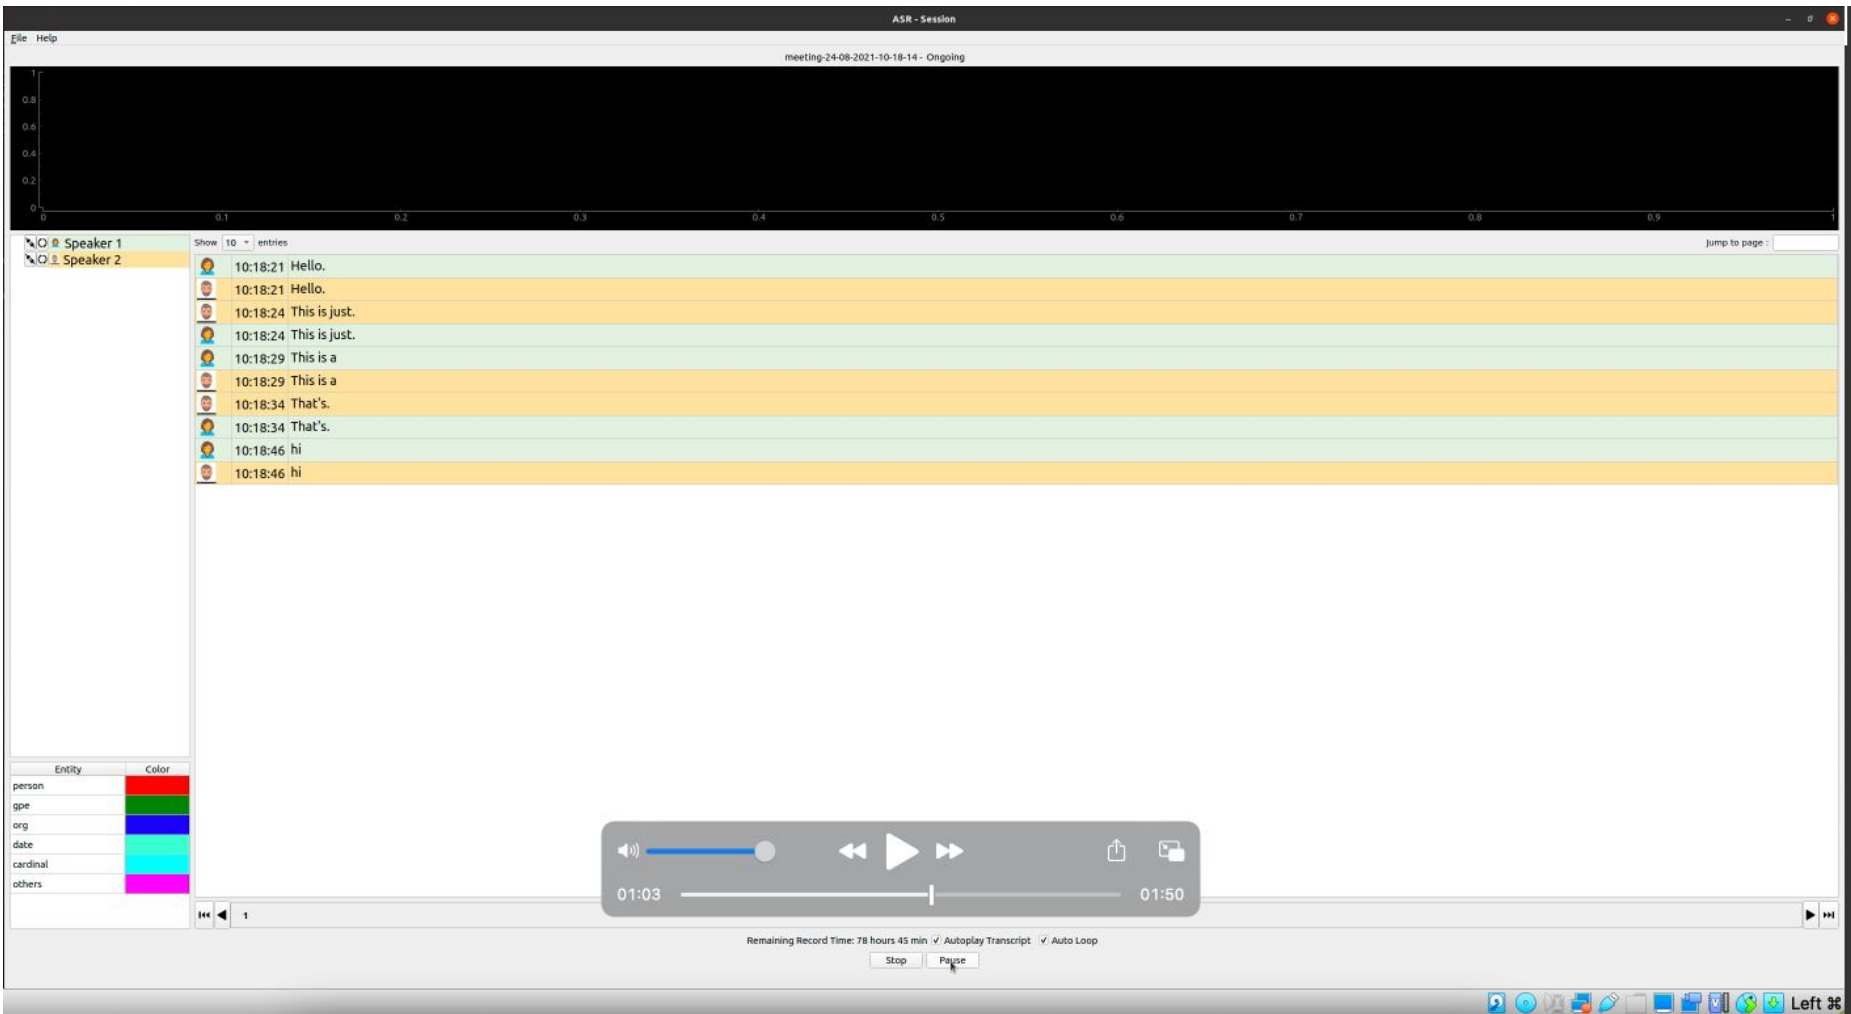 ASR - Session
File Help
meeting-24-08-2021-10-18-14 - Ongoing
1
0.8
0.6
0.4
0.2
0
0 0.1 0.2 0.3 0.4 0.5 0.6 0.7 0.8 0.9 1
Speaker 1
Speaker 2
Show 10 entries
Jump to page :
10:18:21 Hello.
10:18:21 Hello.
10:18:24 This is just.
10:18:24 This is just.
10:18:29 This is a
10:18:29 This is a
10:18:34 That's.
10:18:34 That's.
10:18:46 hi
10:18:46 hi
Entity Color
person
gpe
org
date
cardinal
others
01:03 01:50
1
Remaining Record Time: 78 hours 45 min Autoplay Transcript Auto Loop
Stop Pause
Left ⌘